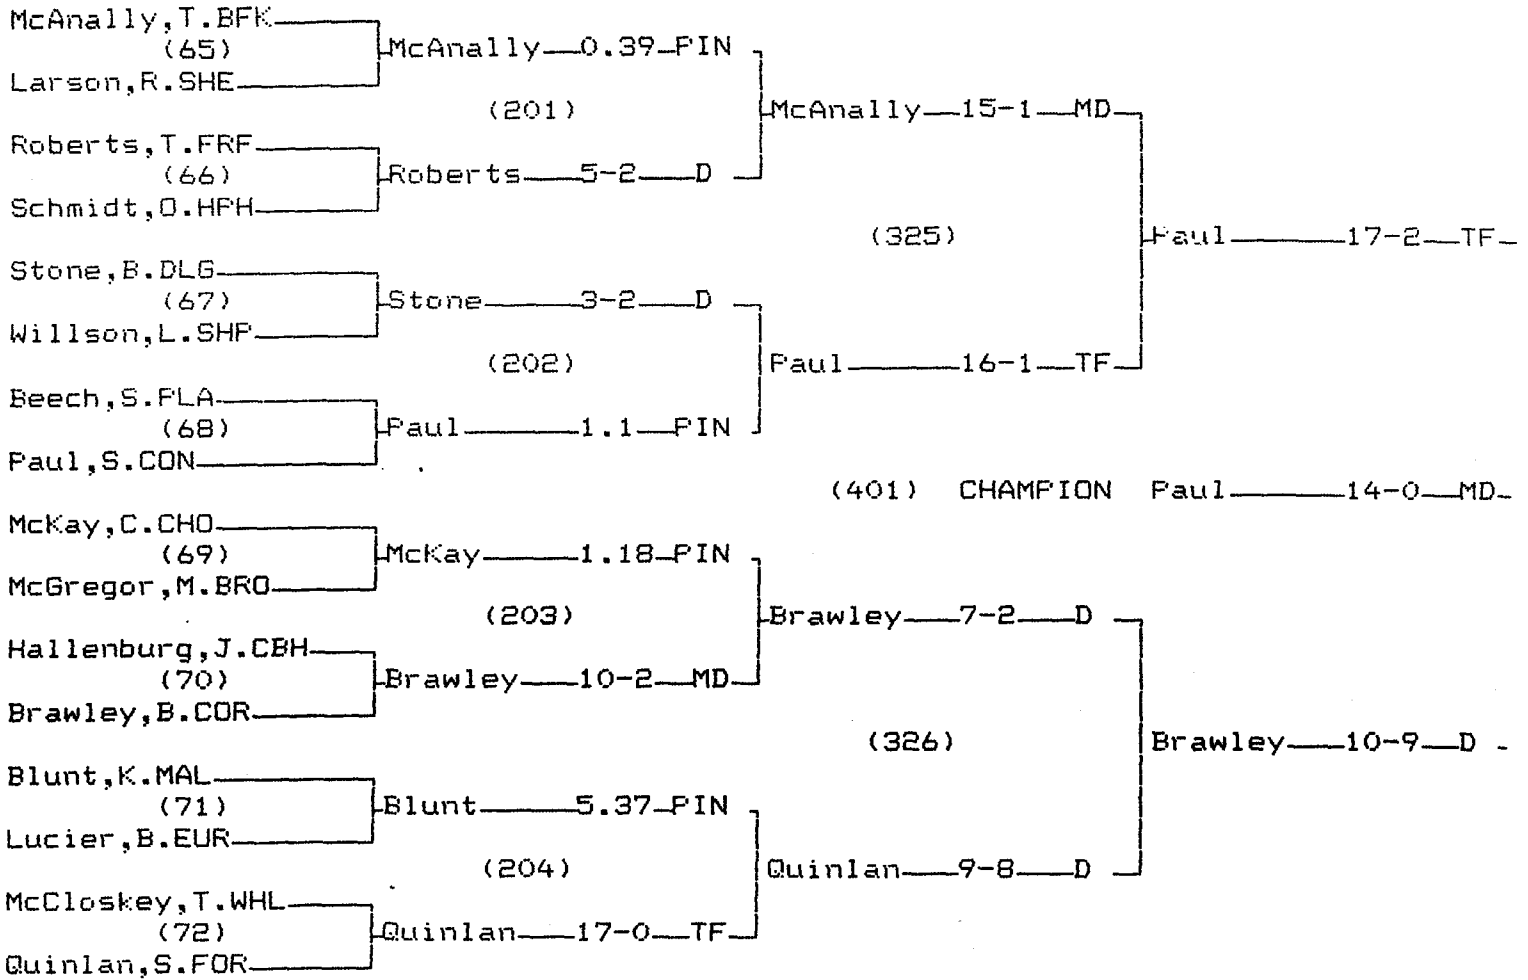 McAnally,T.BFK
(65) McAnally 0.39 PIN
Larson,R.SHE
(201) McAnally 15-1 MD
Roberts,T.FRF
(66) Roberts 5-2 D
Schmidt,O.HPH
(325) Paul 17-2 TF
Stone,B.DLG
(67) Stone 3-2 D
Willson,L.SHP
(202) Paul 16-1 TF
Beech,S.PLA
(68) Paul 1.1 PIN
Paul,S.CON
(401) CHAMPION Paul 14-0 MD
McKay,C.CHO
(69) McKay 1.18 PIN
McGregor,M.BRO
(203) Brawley 7-2 D
Hallenburg,J.CBH
(70) Brawley 10-2 MD
Brawley,B.COR
(326) Brawley 10-9 D
Blunt,K.MAL
(71) Blunt 5.37 PIN
Lucier,B.EUR
(204) Quinlan 9-8 D
McCloskey,T.WHL
(72) Quinlan 17-0 TF
Quinlan,S.FOR